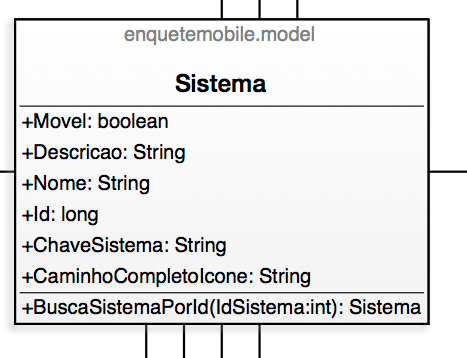 enquetemobile.model
Sistema
+Movel: boolean
+Descricao: String
+Nome: String
+Id: long
+ChaveSistema: String
+CaminhoCompletoIcone: String
+BuscaSistemaPorId(IdSistema:int): Sistema